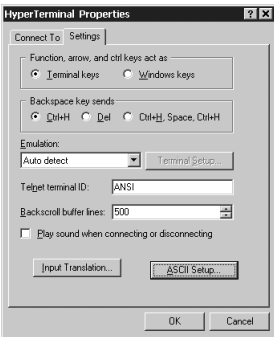 HyperTerminal Properties
Connect To Settings
Function, arrow, and ctrl keys act as
Terminal keys Windows keys
Backspace key sends
Ctrl+H Del Ctrl+H, Space, Ctrl+H
Emulation:
Auto detect Terminal Setup...
Telnet terminal ID: ANSI
Backscroll buffer lines: 500
Play sound when connecting or disconnecting
Input Translation... ASCII Setup...
OK Cancel